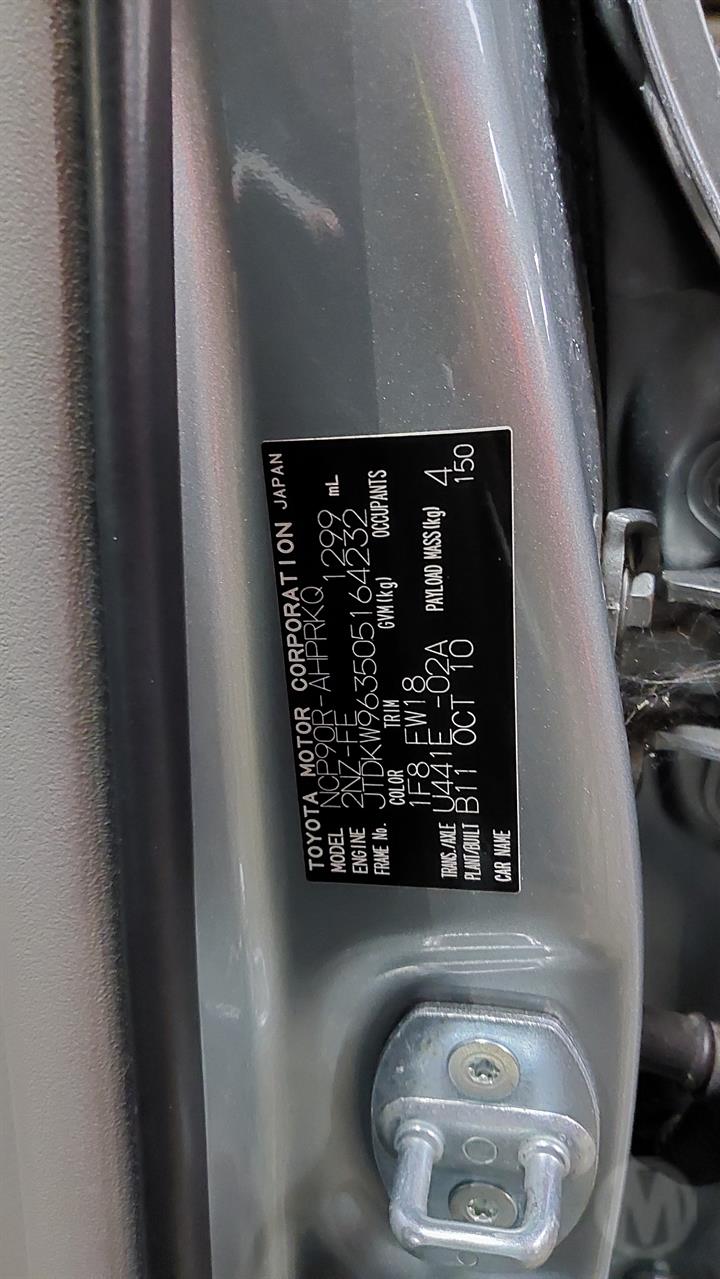 TOYOTA MOTOR CORPORATION JAPAN
MODEL NCP90R-AHPRKQ
ENGINE 2NZ-FE 1299 mL
FRAME No. JTDKW963505164232
COLOR TRIM GVM(kg) OCCUPANTS
1F8 FW18 4
TRANS./AXLE U441E -02A PAYLOAD MASS(kg) 150
PLANT/BUILT B11 OCT 10
CAR NAME
M